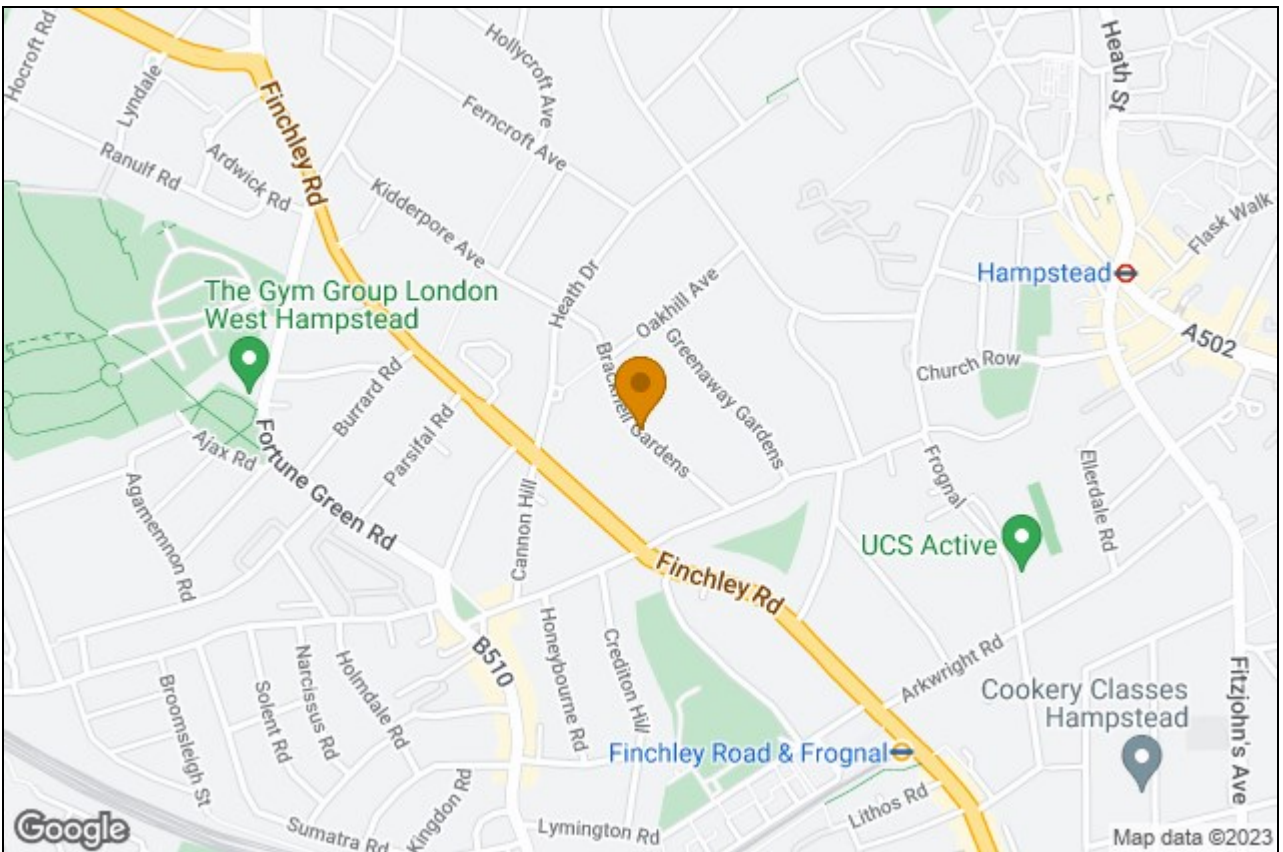 Hocroft Rd
Lyndale
Finchley Rd
Hollycroft Ave
Ferncroft Ave
Heath St
Ranulf Rd
Ardwick Rd
Kidderpore Ave
Flask Walk
Hampstead
The Gym Group London
West Hampstead
Heath Dr
Oakhill Ave
Greenaway Gardens
A502
Church Row
Bracknell Gardens
Burrard Rd
Parsifal Rd
Ajax Rd
Fortune Green Rd
Agamemnon Rd
Cannon Hill
Frognal
Ellerdale Rd
UCS Active
Finchley Rd
Honeybourne Rd
Crediton Hill
B510
Holmdale Rd
Narcissus Rd
Solent Rd
Broomsleigh St
Arkwright Rd
Cookery Classes
Hampstead
Fitzjohn's Ave
Finchley Road & Frognal
Kingdon Rd
Lithos Rd
Sumatra Rd
Lymington Rd
Google
Map data ©2023